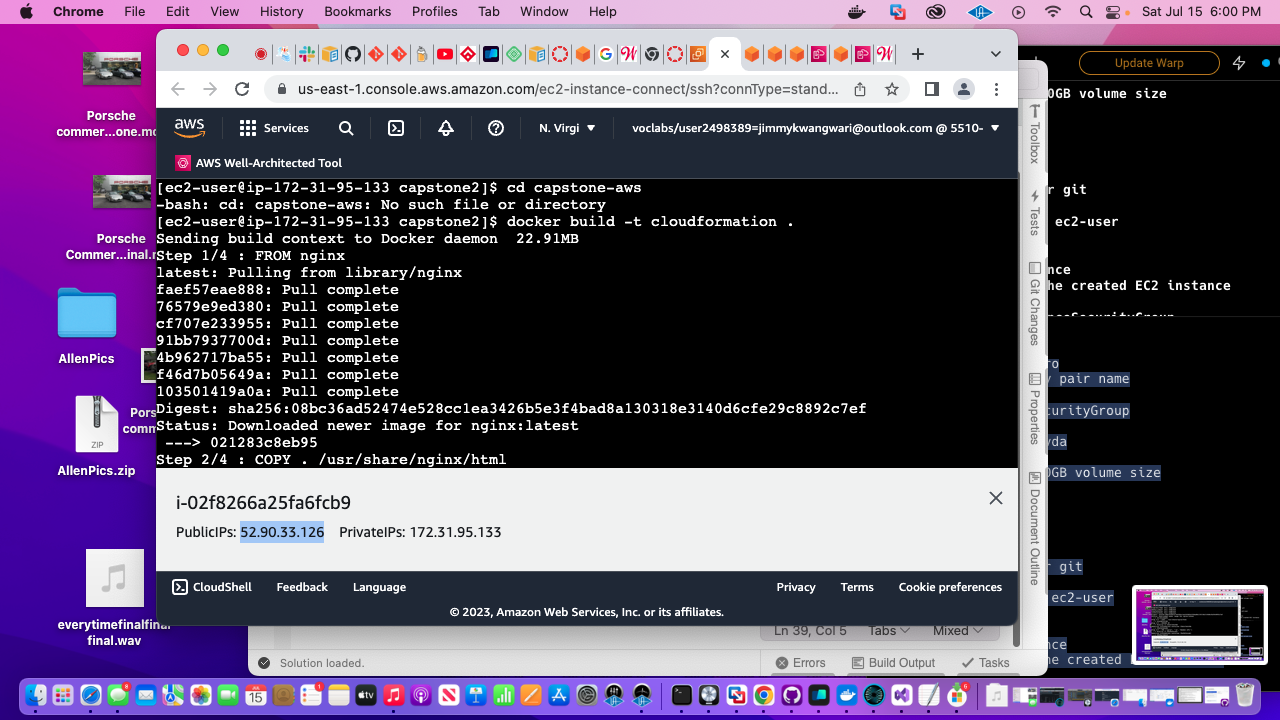 Chrome File Edit View History Bookmarks Profiles Tab Window Help Sat Jul 15 6:00 PM
Porsche
commer...one.mo
Porsche
Commer...inal.m
AllenPics
Pors
comm
ZIP
AllenPics.zip
everytimefinalfinal
final.wav
us-east-1.console.aws.amazon.com/ec2-instance-connect/ssh?connType=stand...
aws Services N. Virgi voclabs/user2498389=jimmykwangwari@outlook.com @ 5510-
AWS Well-Architected Tool
[ec2-user@ip-172-31-95-133 capstone2]$ cd capstone-aws
-bash: cd: capstone-aws: No such file or directory
[ec2-user@ip-172-31-95-133 capstone2]$ docker build -t cloudformation .
Sending build context to Docker daemon  22.91MB
Step 1/4 : FROM nginx
latest: Pulling from library/nginx
faef57eae888: Pull complete
76579e9ed380: Pull complete
cf707e233955: Pull complete
91bb7937700d: Pull complete
4b962717ba55: Pull complete
f46d7b05649a: Pull complete
103501419a0a: Pull complete
Digest: sha256:08bc36ad52474e528cc1ea3426b5e3f4bad8a130318e3140d6cfe29c8892c7ef
Status: Downloaded newer image for nginx:latest
---> 021283c8eb95
Step 2/4 : COPY . /usr/share/nginx/html
i-02f8266a25fa6fcb9
PublicIPs: 52.90.33.126 PrivateIPs: 172.31.95.133
CloudShell Feedback Language Privacy Terms Cookie preferences
© 2023, Amazon Web Services, Inc. or its affiliates.
Ln 39, Col 5 Tabs Mixed
Solution loaded. Errors Build Output Tasks
Toolbox
Tests
Git Changes
Properties
Document Outline
Update Warp
0GB volume size
r git
ec2-user
nce
he created EC2 instance
ro
y pair name
curityGroup
vda
0GB volume size
r git
ec2-user
nce
he created